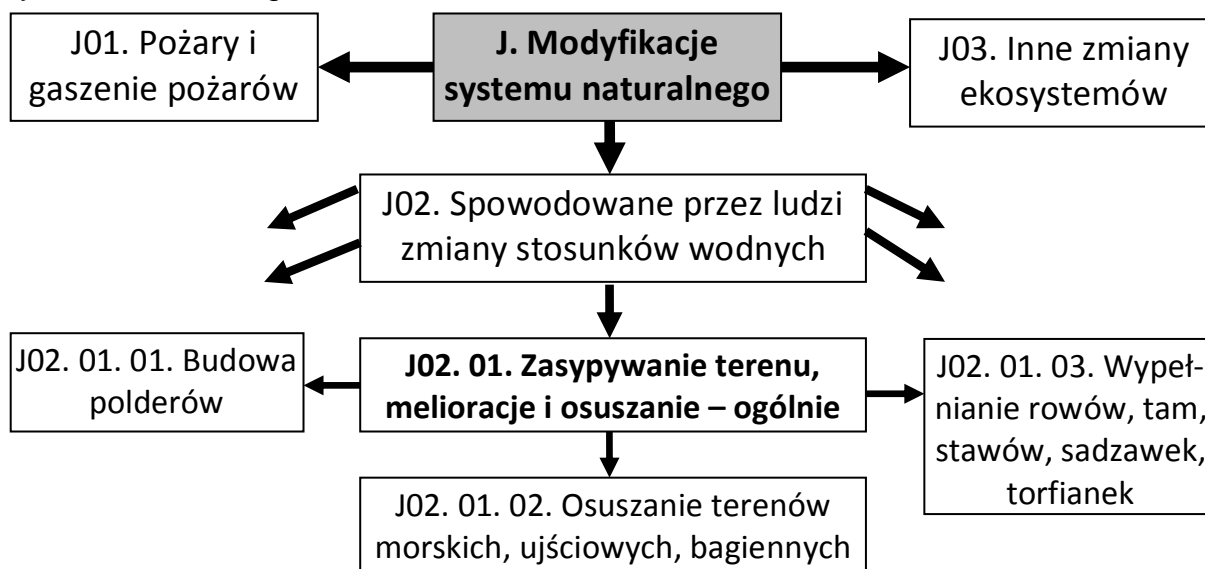 J01. Pożary i
gaszenie pożarów
J. Modyfikacje
systemu naturalnego
J03. Inne zmiany
ekosystemów
J02. Spowodowane przez ludzi
zmiany stosunków wodnych
J02. 01. 01. Budowa
polderów
J02. 01. Zasypywanie terenu,
melioracje i osuszanie – ogólnie
J02. 01. 03. Wypeł-
nianie rowów, tam,
stawów, sadzawek,
torfianek
J02. 01. 02. Osuszanie terenów
morskich, ujściowych, bagiennych